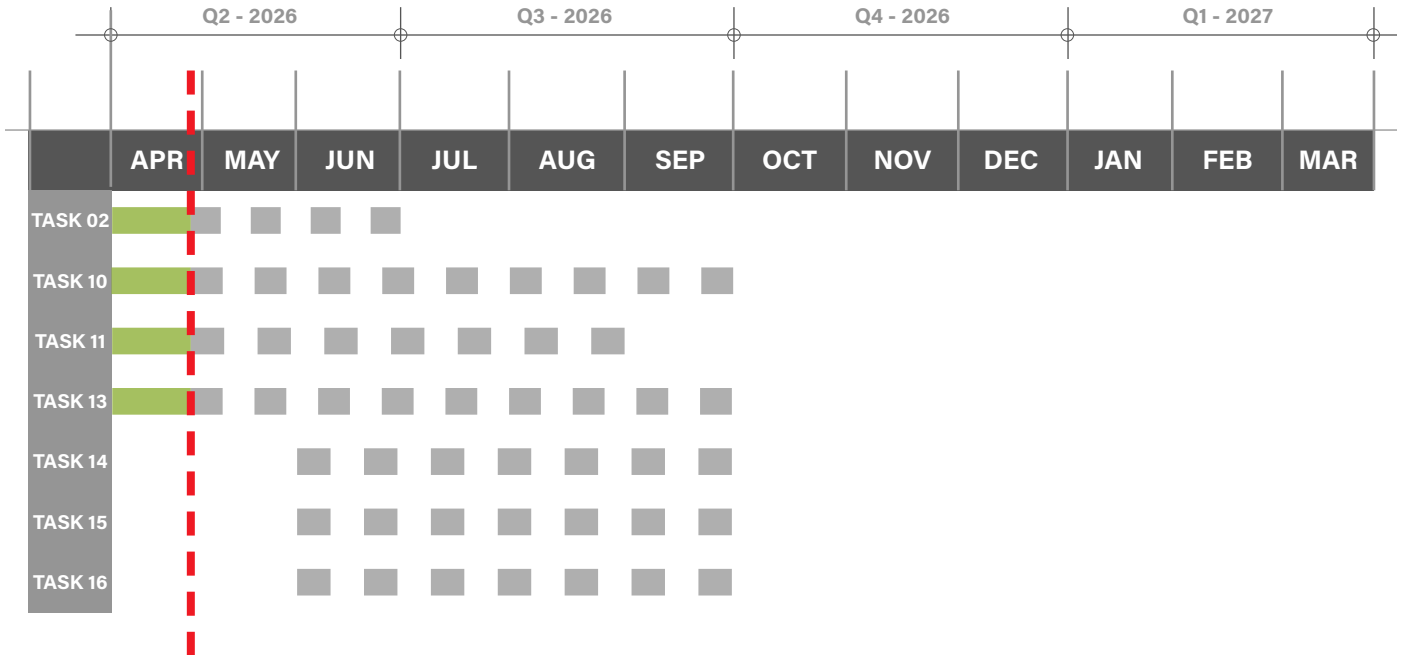 Q2 - 2026 Q3 - 2026 Q4 - 2026 Q1 - 2027
APR MAY JUN JUL AUG SEP OCT NOV DEC JAN FEB MAR
TASK 02
TASK 10
TASK 11
TASK 13
TASK 14
TASK 15
TASK 16